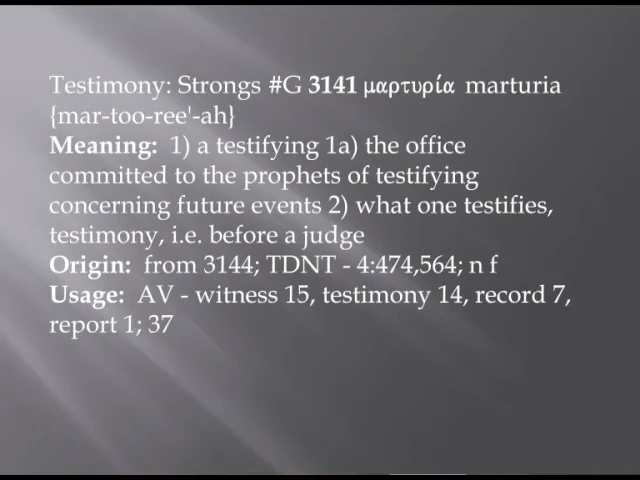 Testimony: Strongs #G 3141 μαρτυρία marturia
{mar-too-ree'-ah}
Meaning: 1) a testifying 1a) the office
committed to the prophets of testifying
concerning future events 2) what one testifies,
testimony, i.e. before a judge
Origin: from 3144; TDNT - 4:474,564; n f
Usage: AV - witness 15, testimony 14, record 7,
report 1; 37